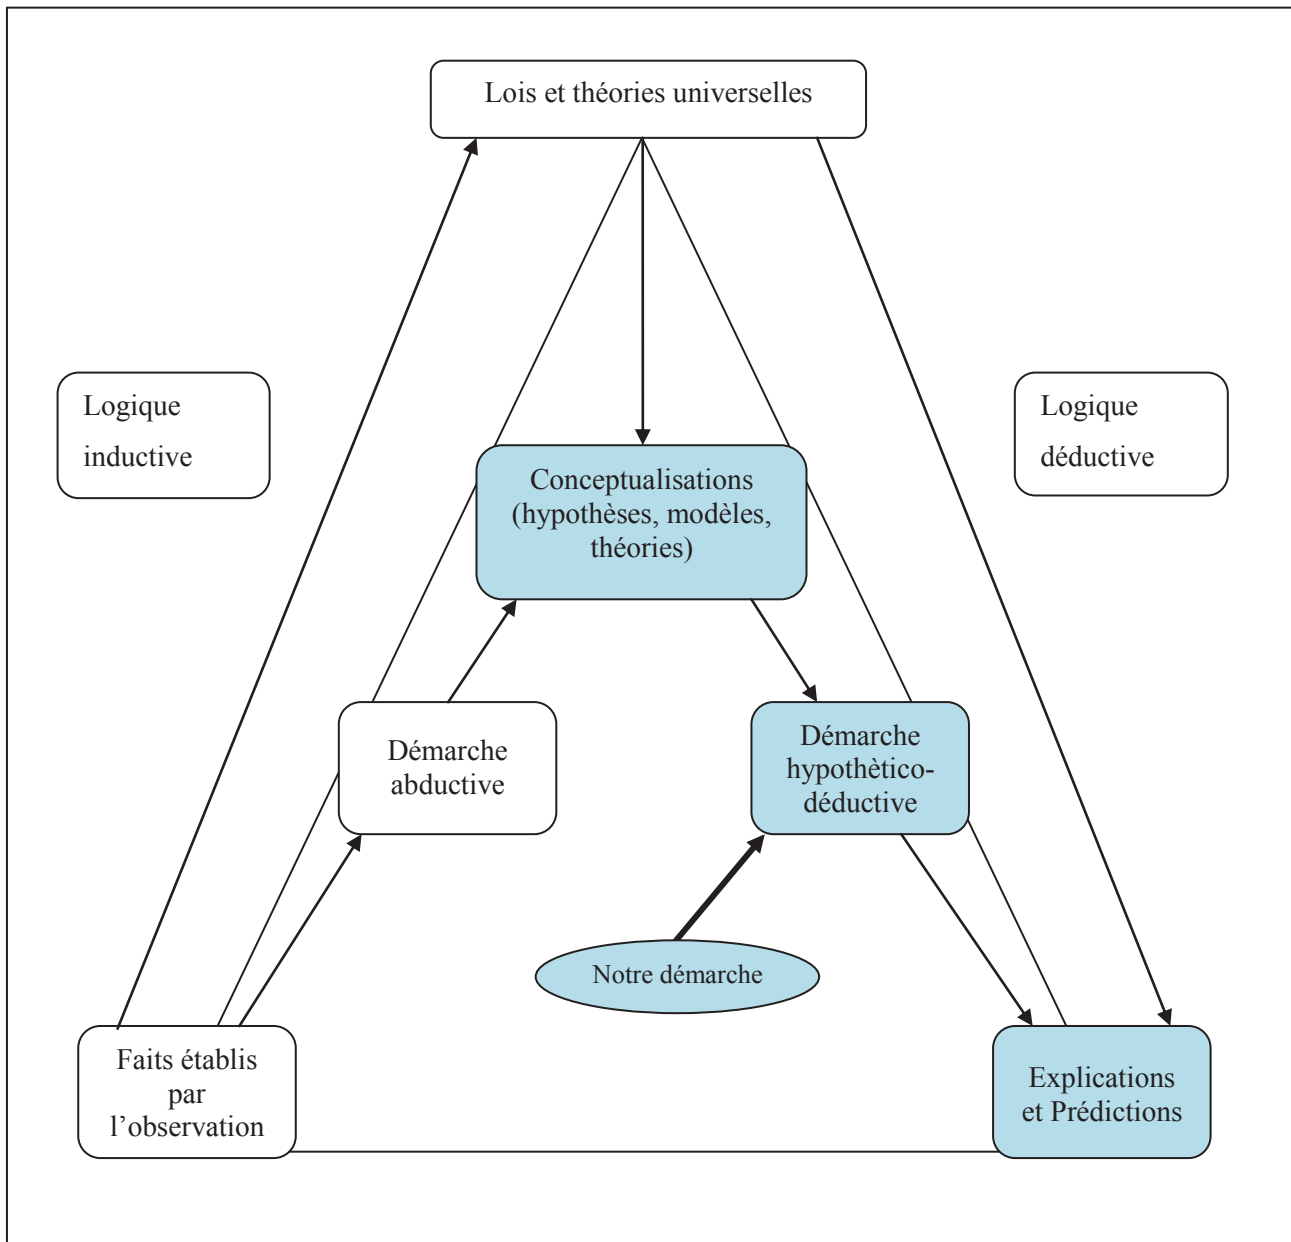 Lois et théories universelles
Logique
inductive
Logique
déductive
Conceptualisations
(hypothèses, modèles,
théories)
Démarche
abductive
Démarche
hypothètico-
déductive
Notre démarche
Faits établis
par
l’observation
Explications
et Prédictions